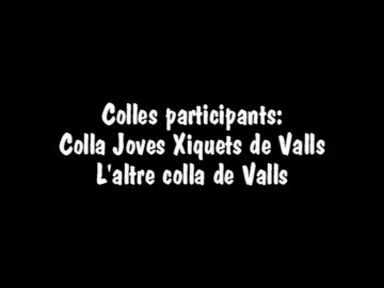 Colles participants:
Colla Joves Xiquets de Valls
L'altre colla de Valls